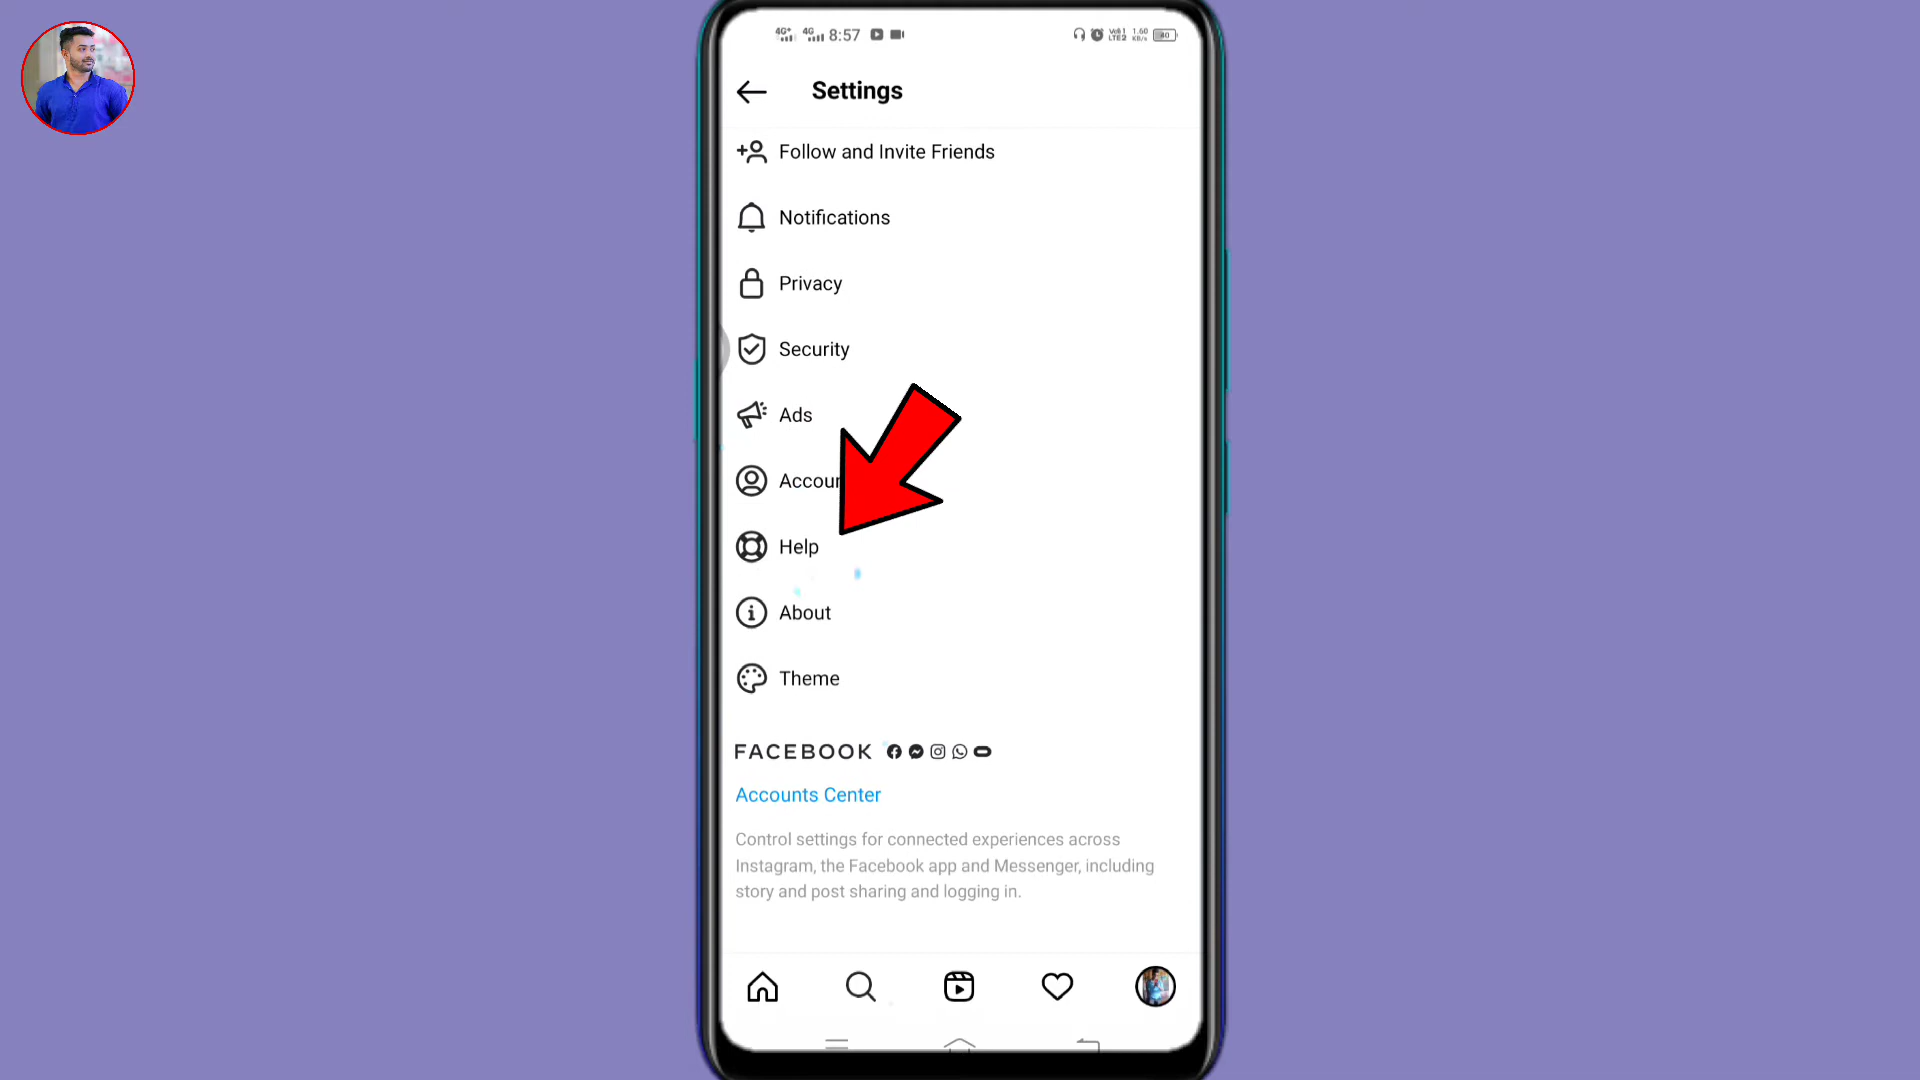 8:57
Settings
Follow and Invite Friends
Notifications
Privacy
Security
Ads
Accou
Help
About
Theme
FACEBOOK
Accounts Center
Control settings for connected experiences across
Instagram, the Facebook app and Messenger, including
story and post sharing and logging in.